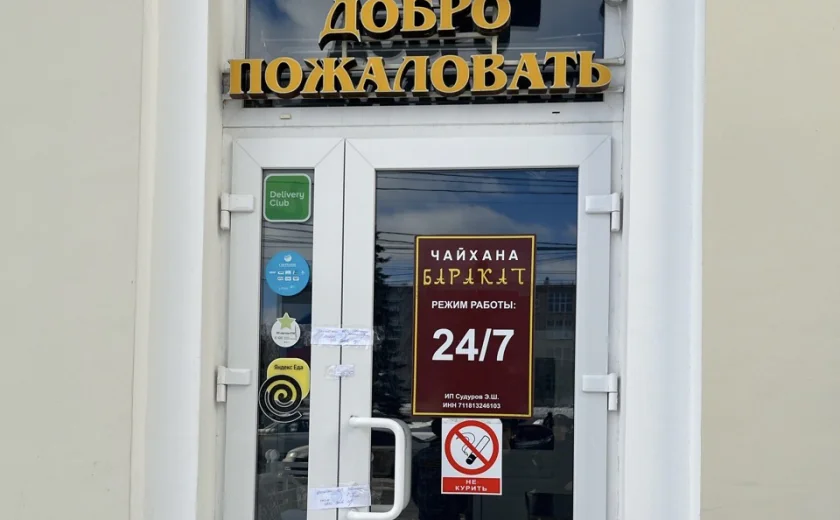 ДОБРО
ПОЖАЛОВАТЬ
Delivery
Club
ЧАЙХАНА
БАРАКАТ
РЕЖИМ РАБОТЫ:
24/7
Яндекс Еда
ИП Судуров Э.Ш.
ИНН 711813246103
НЕ
КУРИТЬ